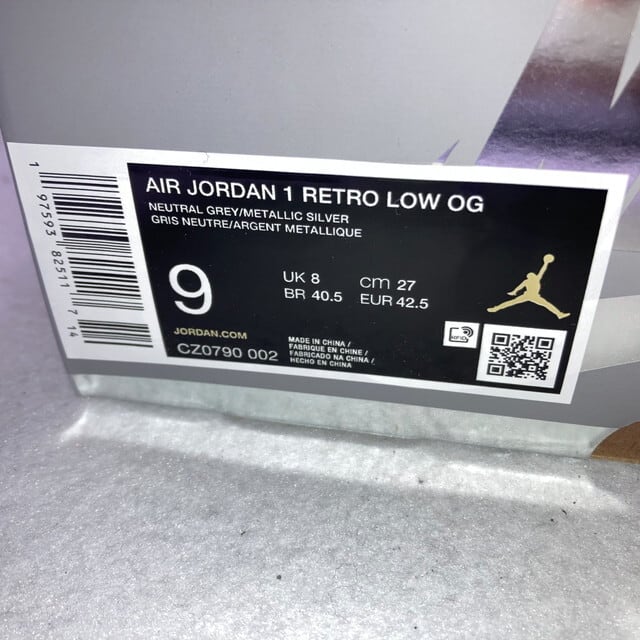 AIR JORDAN 1 RETRO LOW OG
NEUTRAL GREY/METALLIC SILVER
GRIS NEUTRE/ARGENT METALLIQUE
9
UK 8 cm 27
BR 40.5 EUR 42.5
JORDAN.COM
CZ0790 002
MADE IN CHINA /
FABRIQUE EN CHINE /
FABRICADO NA CHINA /
HECHO EN CHINA
RFID
1 97593 82511 7 14